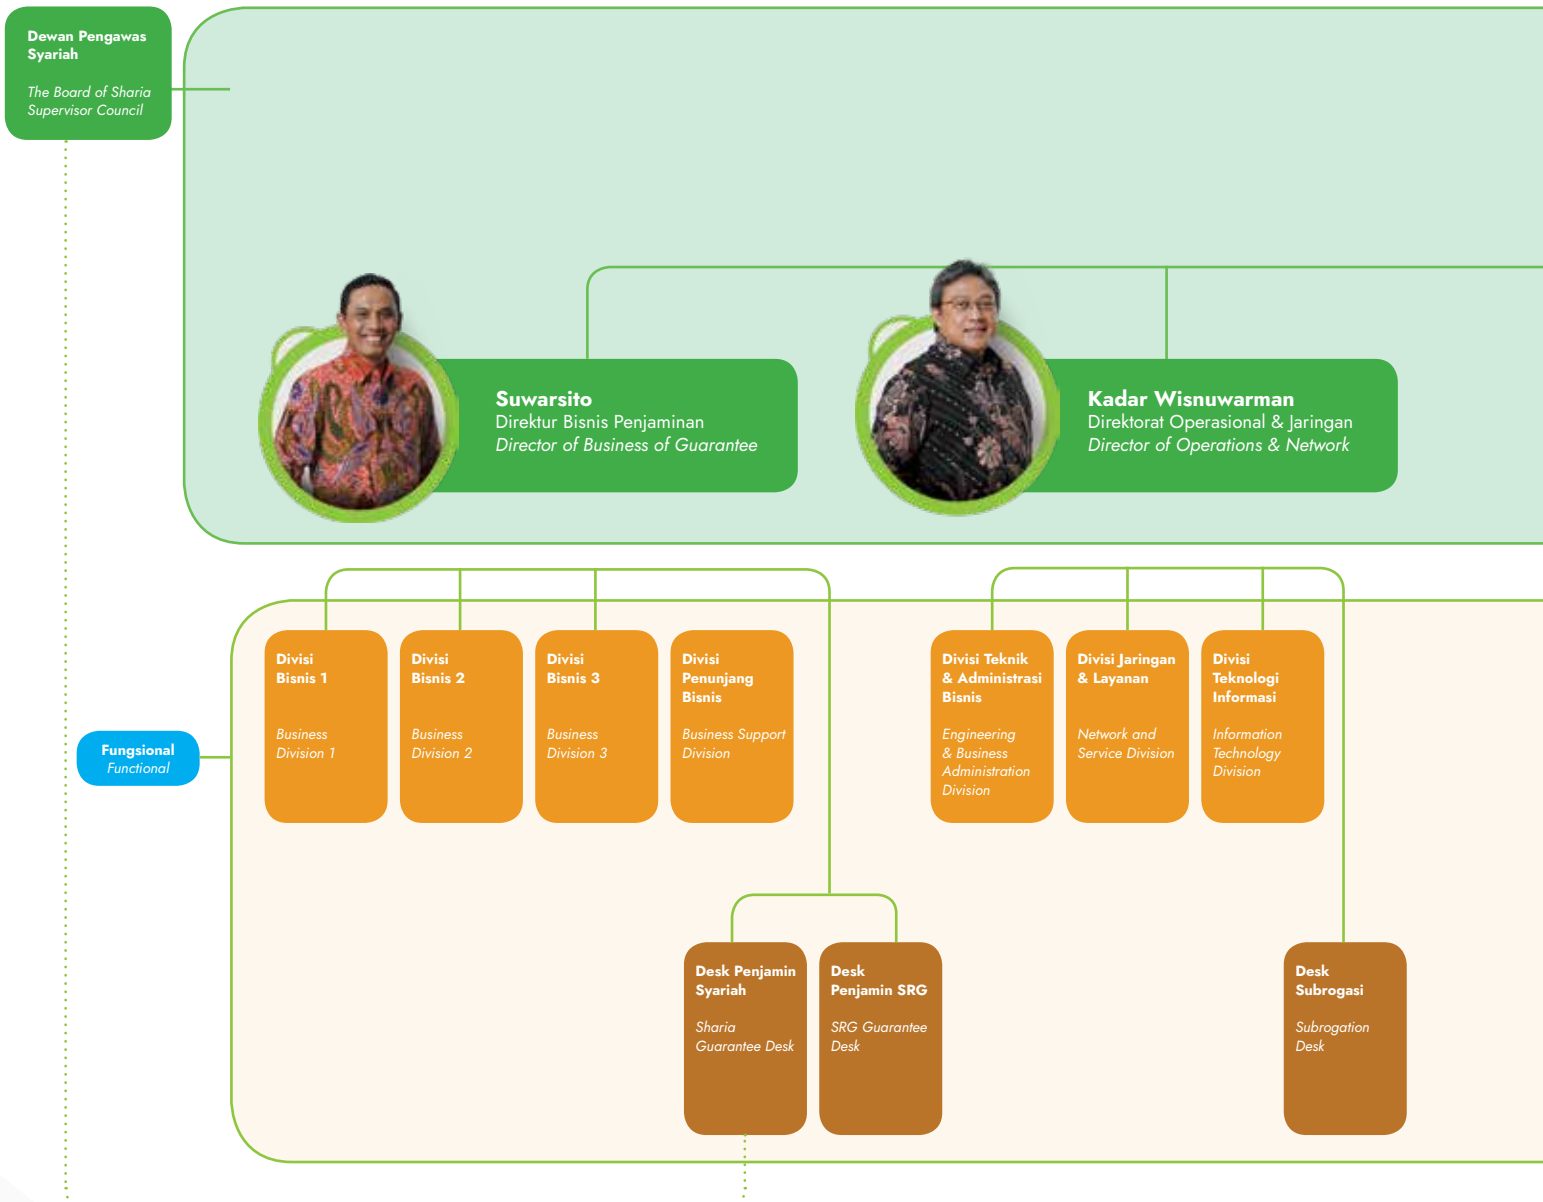 Dewan Pengawas
Syariah
The Board of Sharia
Supervisor Council
Suwarsito
Direktur Bisnis Penjaminan
Director of Business of Guarantee
Kadar Wisnuwarman
Direktorat Operasional & Jaringan
Director of Operations & Network
Fungsional
Functional
Divisi
Bisnis 1
Business
Division 1
Divisi
Bisnis 2
Business
Division 2
Divisi
Bisnis 3
Business
Division 3
Divisi
Penunjang
Bisnis
Business Support
Division
Divisi Teknik
& Administrasi
Bisnis
Engineering
& Business
Administration
Division
Divisi Jaringan
& Layanan
Network and
Service Division
Divisi
Teknologi
Informasi
Information
Technology
Division
Desk Penjamin
Syariah
Sharia
Guarantee Desk
Desk
Penjamin SRG
SRG Guarantee
Desk
Desk
Subrogasi
Subrogation
Desk